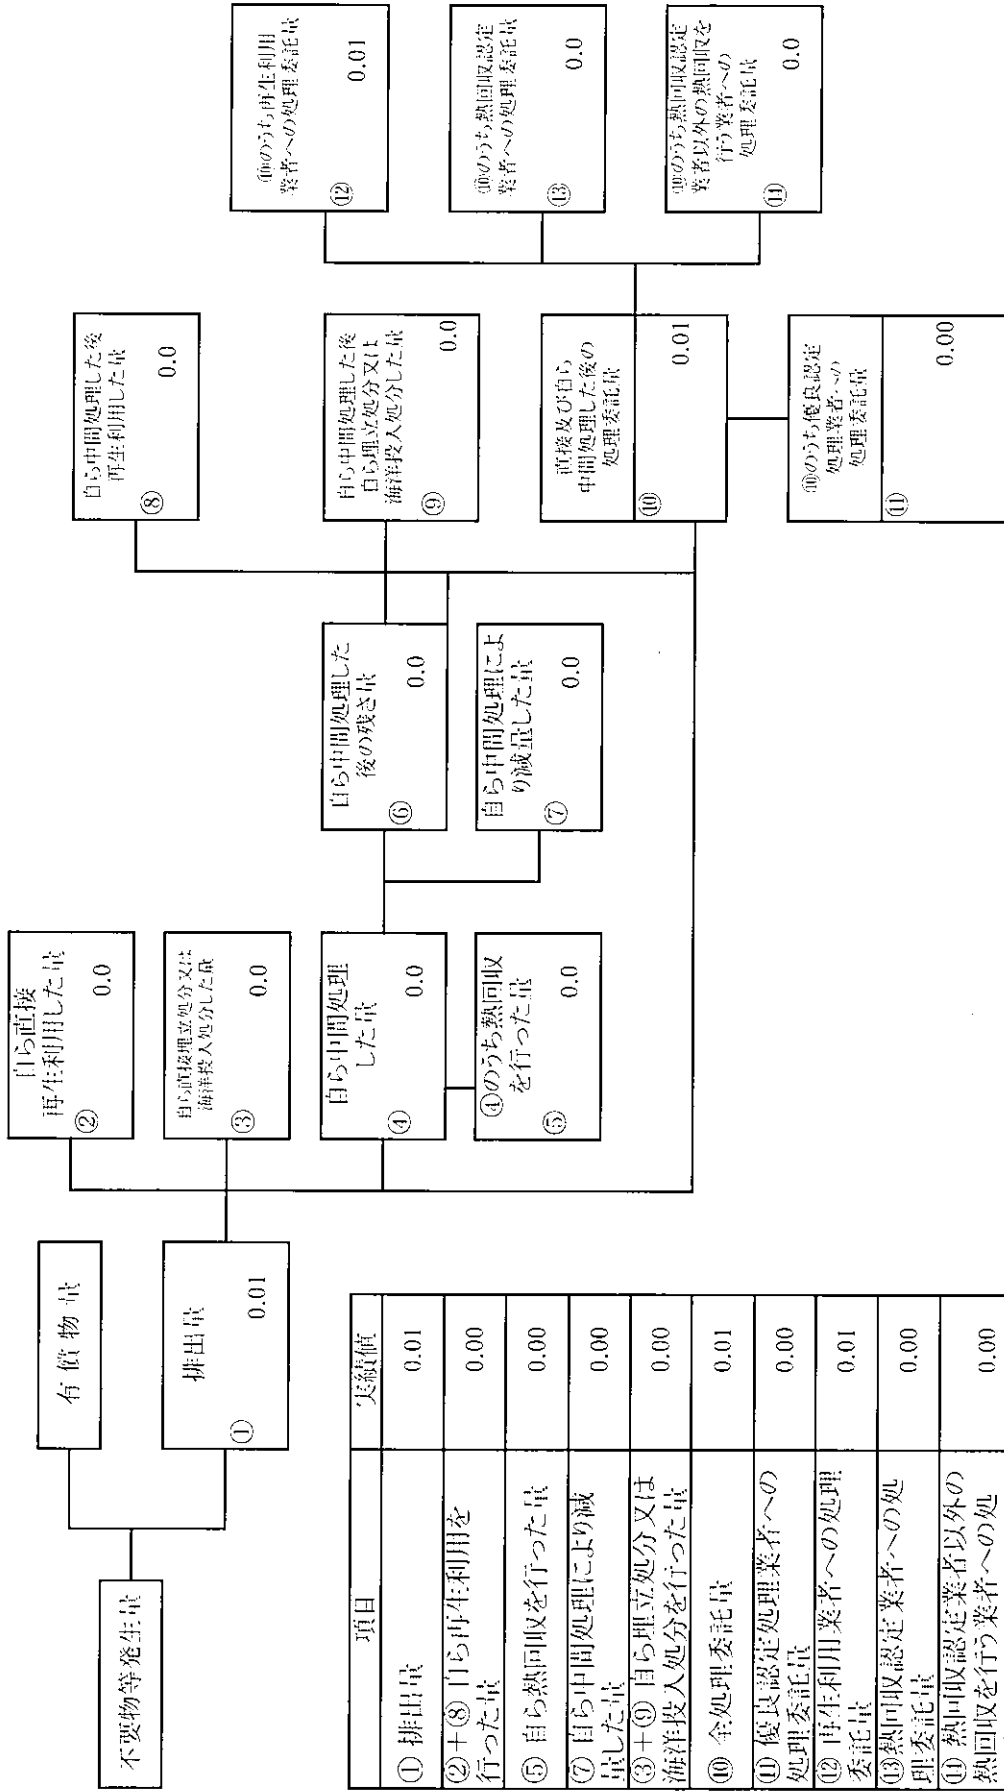 不要物等発生量
有 償 物 量
排出量
①
0.01
自ら直接
再生利用した量
②
0.0
自ら直接埋立処分又は
海洋投入処分した量
③
0.0
自ら中間処理
した量
④
0.0
④のうち熱回収
を行った量
⑤
0.0
自ら中間処理した
後の残さ量
⑥
0.0
自ら中間処理によ
り減量した量
⑦
0.0
自ら中間処理した後
再生利用した量
⑧
0.0
自ら中間処理した後
自ら埋立処分又は
海洋投入処分した量
⑨
0.0
直接及び自ら
中間処理した後の
処理委託量
⑩
0.01
⑩のうち優良認定
処理業者への
処理委託量
⑪
0.00
⑩のうち再生利用
業者への処理委託量
⑫
0.01
⑩のうち熱回収認定
業者への処理委託量
⑬
0.0
⑩のうち熱回収認定
業者以外の熱回収を
行う業者への
処理委託量
⑭
0.0
項目 実績値
① 排出量 0.01
②+⑧ 自ら再生利用を
行った量 0.00
⑤ 自ら熱回収を行った量 0.00
⑦ 自ら中間処理により減
量した量 0.00
③+⑨ 自ら埋立処分又は
海洋投入処分を行った量 0.00
⑩ 全処理委託量 0.01
⑪ 優良認定処理業者への
処理委託量 0.00
⑫ 再生利用業者への処理
委託量 0.01
⑬熱回収認定業者への処
理委託量 0.00
⑭ 熱回収認定業者以外の
熱回収を行う業者への処 0.00